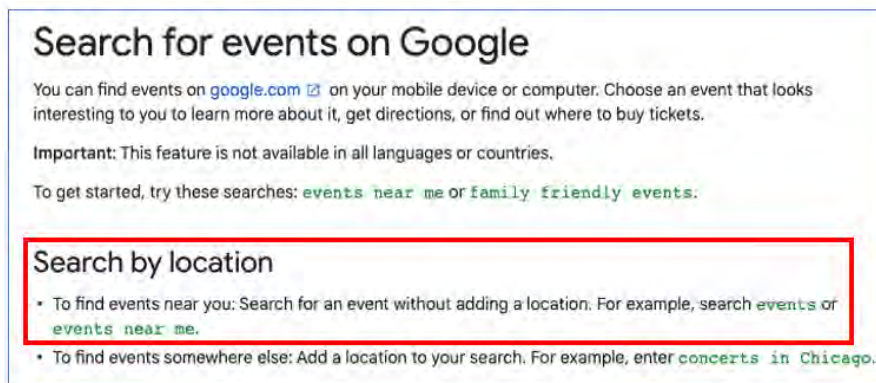 Search for events on Google
You can find events on google.com on your mobile device or computer. Choose an event that looks
interesting to you to learn more about it, get directions, or find out where to buy tickets.
Important: This feature is not available in all languages or countries.
To get started, try these searches: events near me or family friendly events.
Search by location
• To find events near you: Search for an event without adding a location. For example, search events or
events near me.
• To find events somewhere else: Add a location to your search. For example, enter concerts in Chicago.